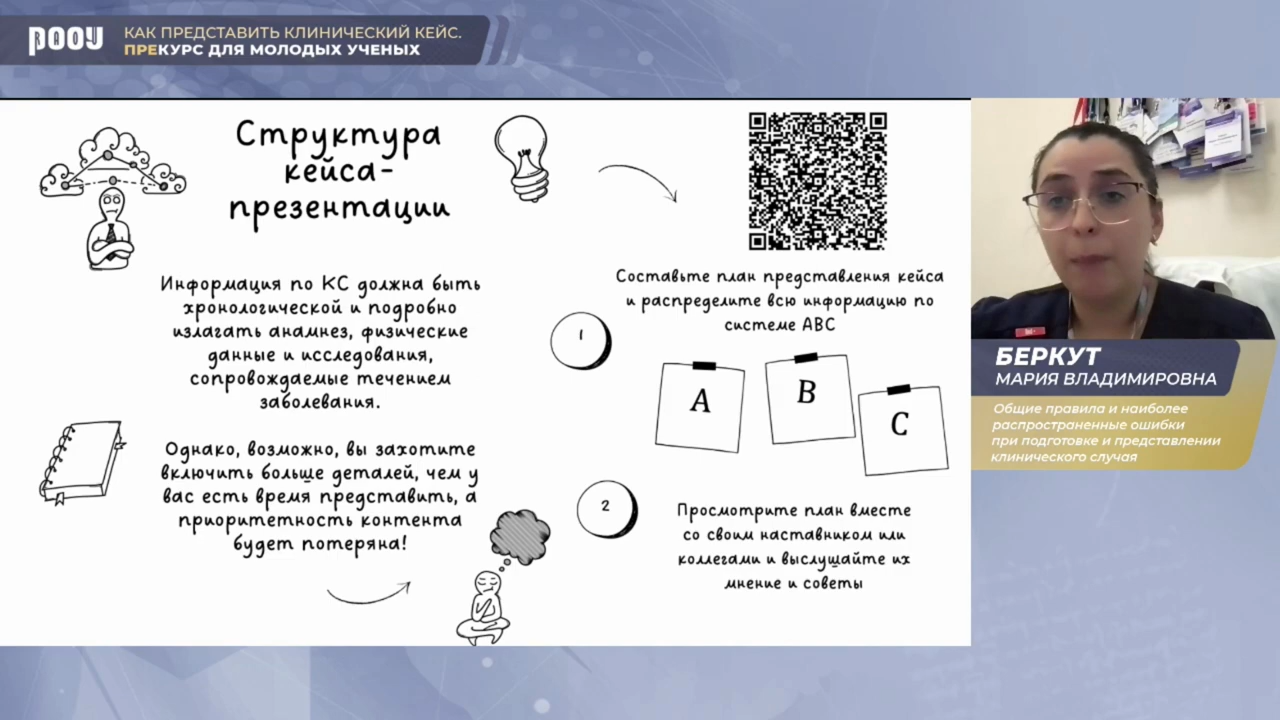 РООУ
КАК ПРЕДСТАВИТЬ КЛИНИЧЕСКИЙ КЕЙС.
ПРЕКУРС ДЛЯ МОЛОДЫХ УЧЕНЫХ
Структура
кейса-
презентации
Информация по КС должна быть
хронологической и подробно
излагать анамнез, физические
данные и исследования,
сопровождаемые течением
заболевания.
Однако, возможно, вы захотите
включить больше деталей, чем у
вас есть время представить, а
приоритетность контента
будет потеряна!
Составьте план представления кейса
и распределите всю информацию по
системе ABC
1
A
B
C
2
Просмотрите план вместе
со своим наставником или
коллегами и выслушайте их
мнение и советы
БЕРКУТ
МАРИЯ ВЛАДИМИРОВНА
Общие правила и наиболее
распространенные ошибки
при подготовке и представлении
клинического случая